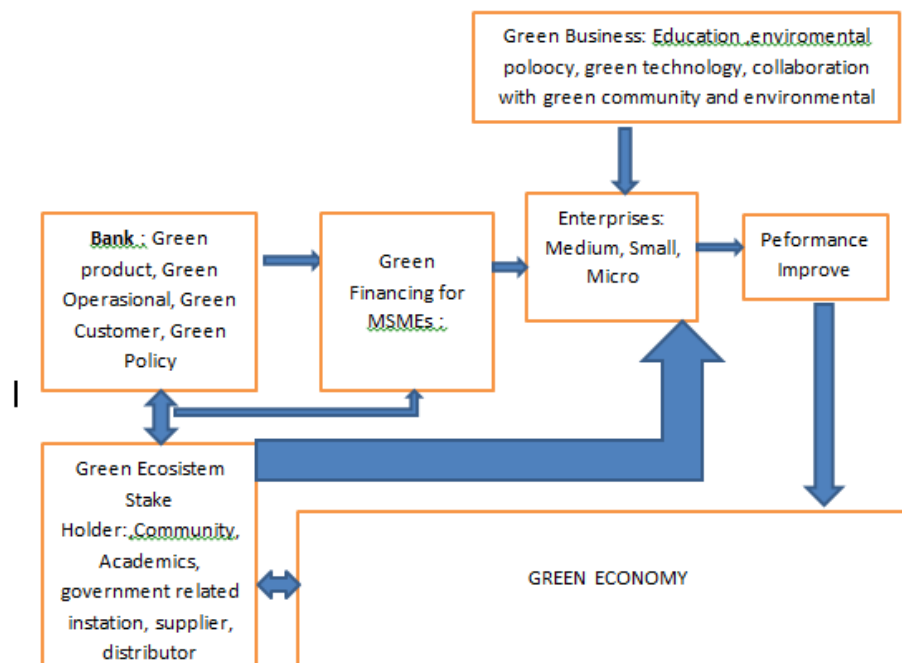 Green Business: Education ,enviromental
poloocy, green technology, collaboration
with green community and environmental
Bank : Green
product, Green
Operasional, Green
Customer, Green
Policy
Green
Financing for
MSMEs :
Enterprises:
Medium, Small,
Micro
Peformance
Improve
Green Ecosistem
Stake
Holder:,Community,
Academics,
government related
instation, supplier,
distributor
GREEN ECONOMY